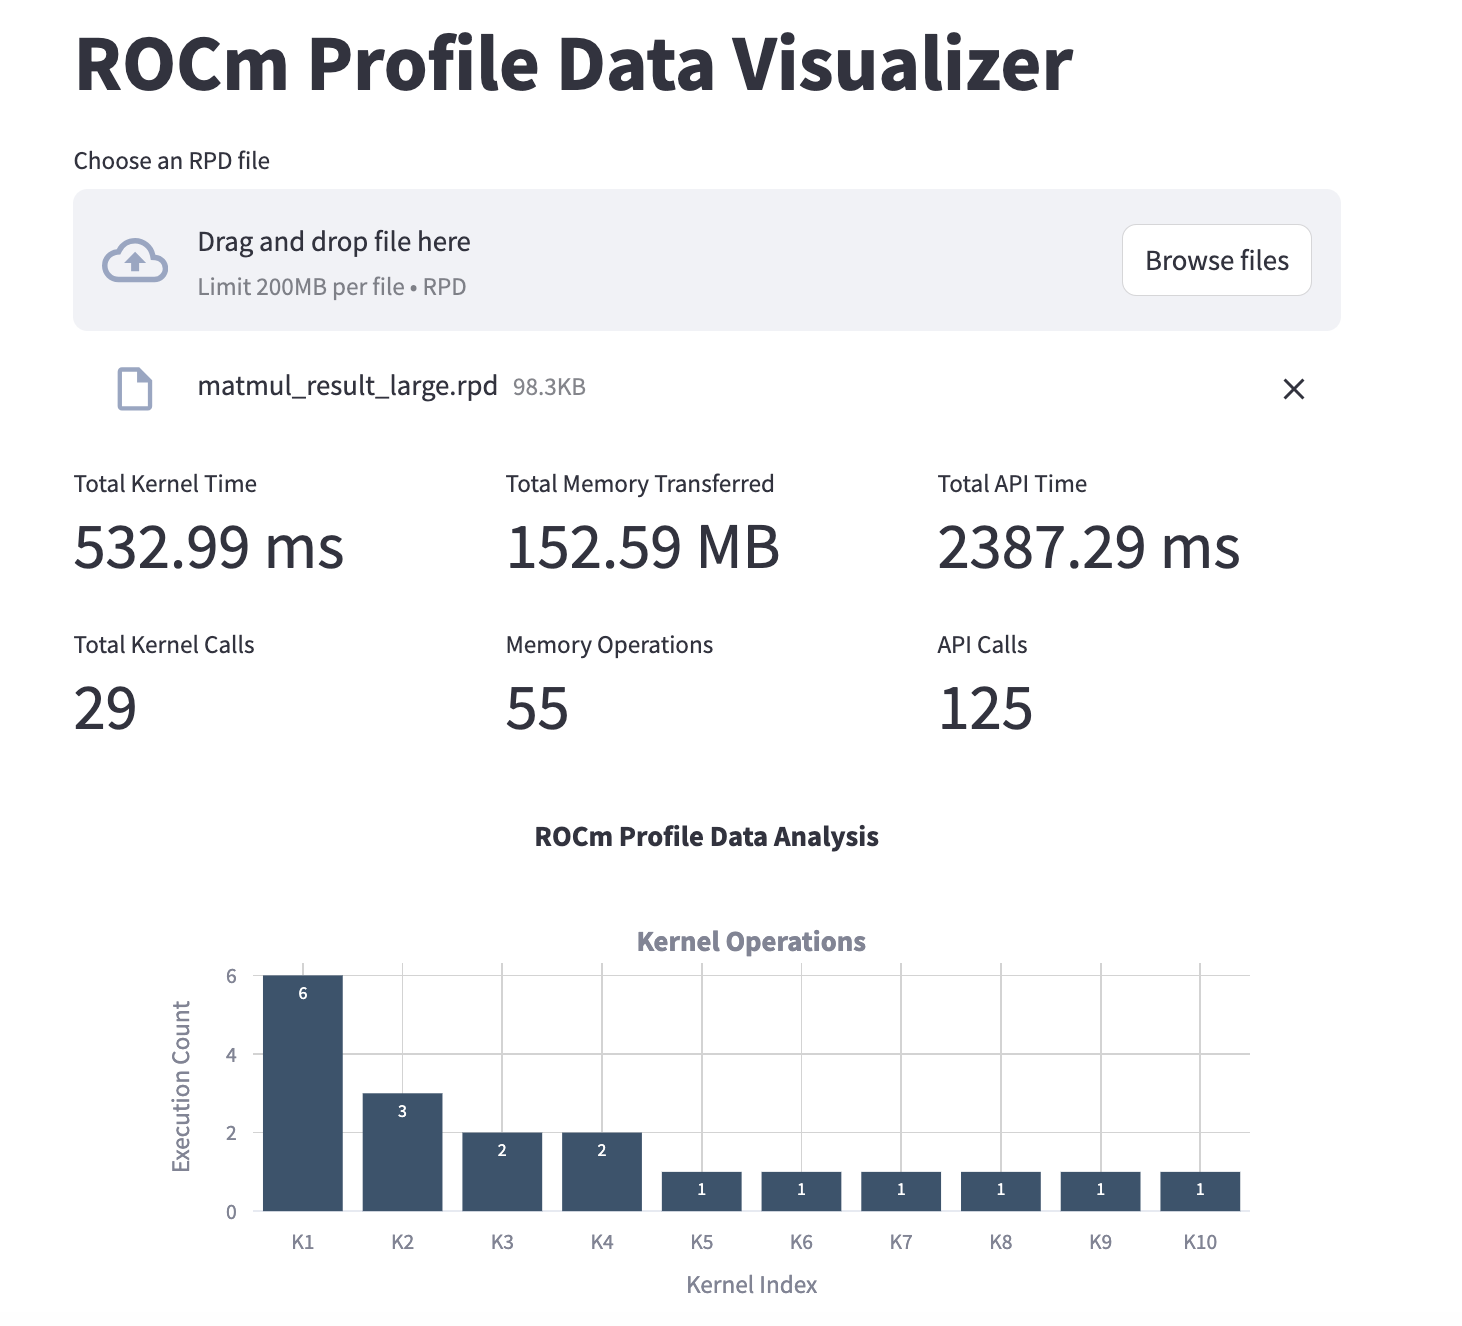 ROCm Profile Data Visualizer
Choose an RPD file
Drag and drop file here
Limit 200MB per file • RPD
Browse files
matmul_result_large.rpd 98.3KB
Total Kernel Time
532.99 ms
Total Memory Transferred
152.59 MB
Total API Time
2387.29 ms
Total Kernel Calls
29
Memory Operations
55
API Calls
125
ROCm Profile Data Analysis
Kernel Operations
Execution Count
6
4
2
0
6
3
2
2
1
1
1
1
1
1
K1
K2
K3
K4
K5
K6
K7
K8
K9
K10
Kernel Index